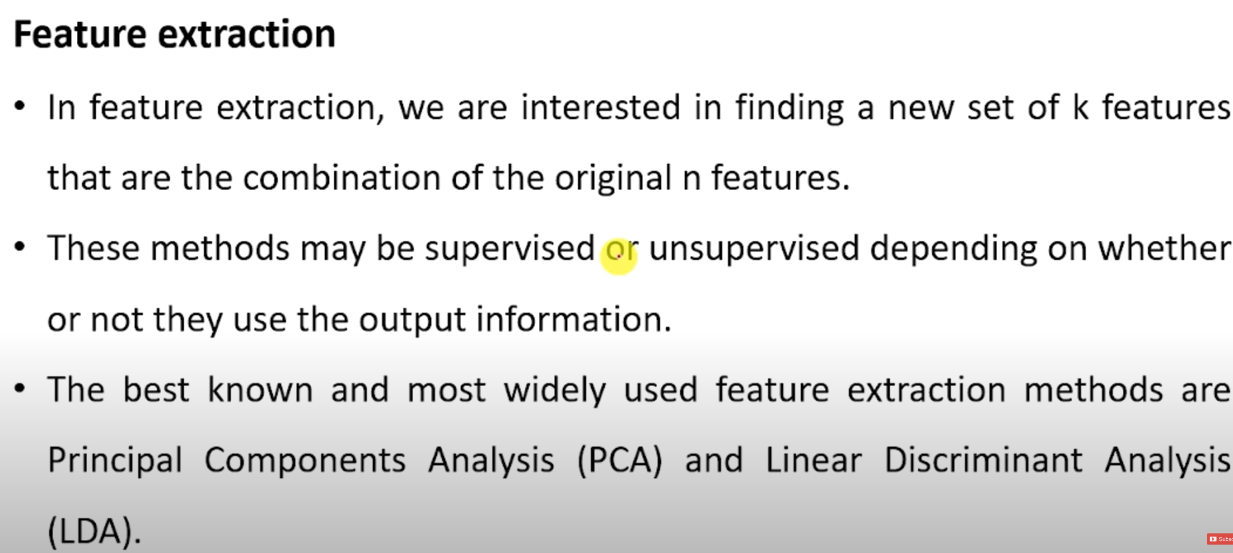 Feature extraction
• In feature extraction, we are interested in finding a new set of k features
that are the combination of the original n features.
• These methods may be supervised or unsupervised depending on whether
or not they use the output information.
• The best known and most widely used feature extraction methods are
Principal Components Analysis (PCA) and Linear Discriminant Analysis
(LDA).